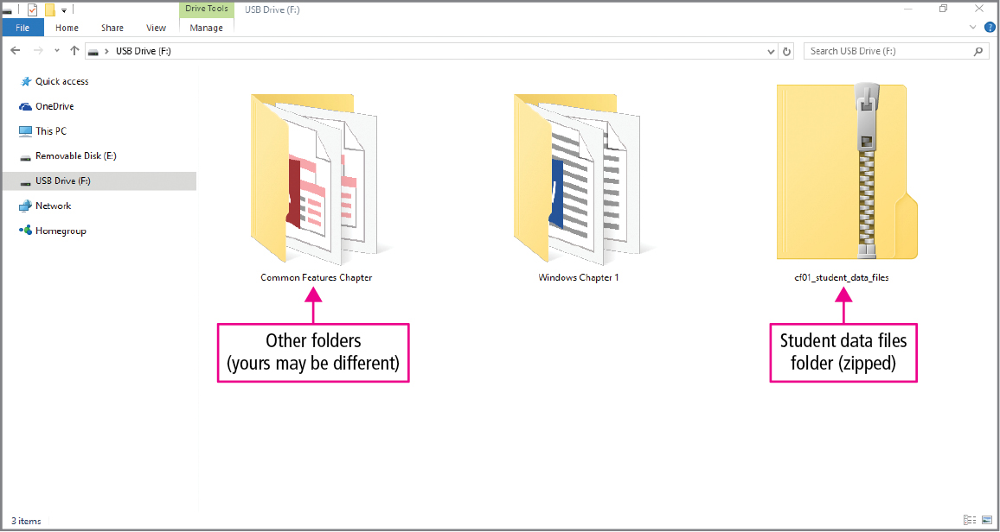 Drive Tools
USB Drive (F:)
File
Home
Share
View
Manage
USB Drive (F:)
Search USB Drive (F:)
Quick access
OneDrive
This PC
Removable Disk (E:)
USB Drive (F:)
Network
Homegroup
Common Features Chapter
Windows Chapter 1
cf01_student_data_files
Other folders
(yours may be different)
Student data files
folder (zipped)
3 items